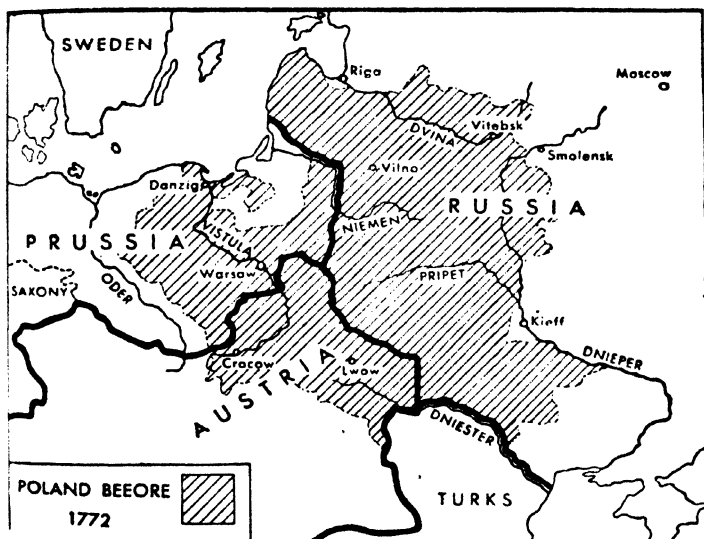 SWEDEN
Riga
Moscow
DVINA
Vitebsk
Smolensk
Vilno
Danzig
RUSSIA
NIEMEN
PRUSSIA
VISTULA
Warsaw
PRIPET
SAXONY
ODER
Kieff
DNIEPER
Cracow
Lwow
AUSTRIA
DNIESTER
TURKS
POLAND BEEORE
1772